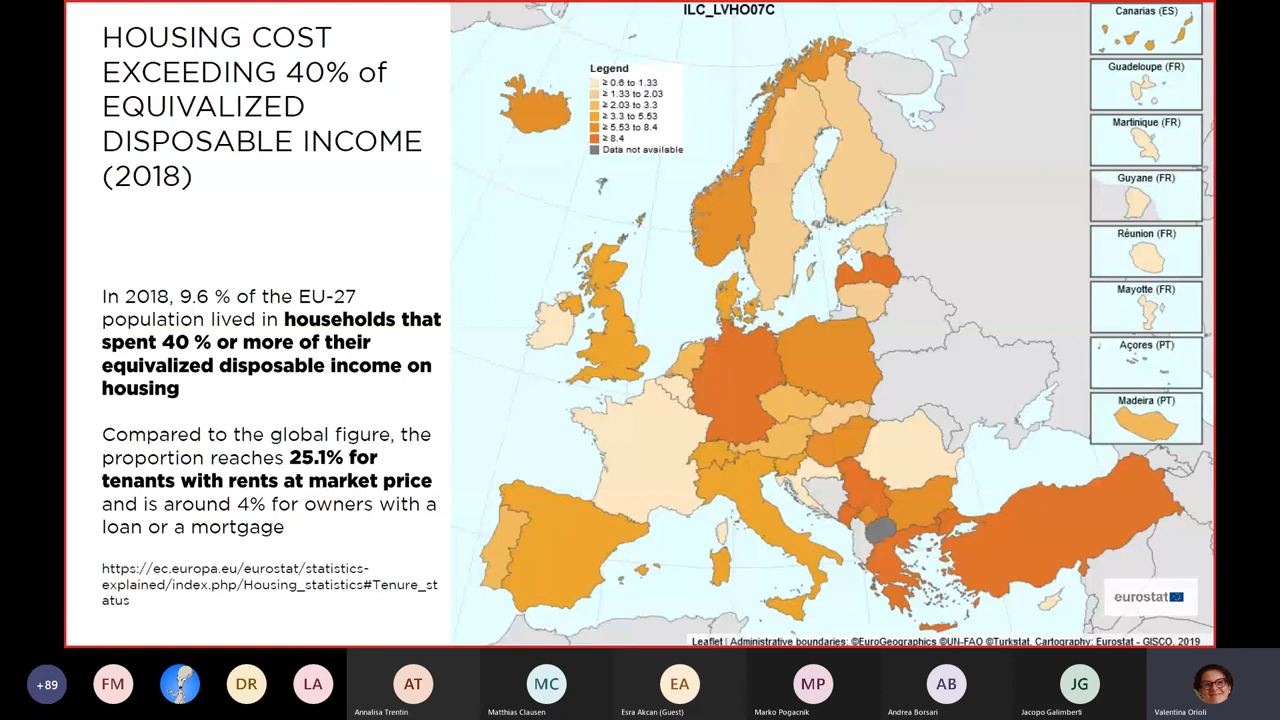 HOUSING COST
EXCEEDING 40% of
EQUIVALIZED
DISPOSABLE INCOME
(2018)
In 2018, 9.6 % of the EU-27
population lived in households that
spent 40 % or more of their
equivalized disposable income on
housing
Compared to the global figure, the
proportion reaches 25.1% for
tenants with rents at market price
and is around 4% for owners with a
loan or a mortgage
https://ec.europa.eu/eurostat/statistics-
explained/index.php/Housing_statistics#Tenure_st
atus
ILC_LVHO07C
Legend
≥ 0.6 to 1.33
≥ 1.33 to 2.03
≥ 2.03 to 3.3
≥ 3.3 to 5.53
≥ 5.53 to 8.4
≥ 8.4
Data not available
Canarias (ES)
Guadeloupe (FR)
Martinique (FR)
Guyane (FR)
Réunion (FR)
Mayotte (FR)
Açores (PT)
Madeira (PT)
eurostat
Leaflet | Administrative boundaries: ©EuroGeographics ©UN-FAO ©Turkstat, Cartography: Eurostat - GISCO, 2019
+89
FM
DR
LA
AT
MC
EA
MP
AB
JG
Annalisa Trentin
Matthias Clausen
Esra Akcan (Guest)
Marko Pogacnik
Andrea Borsari
Jacopo Galimberti
Valentina Orioli